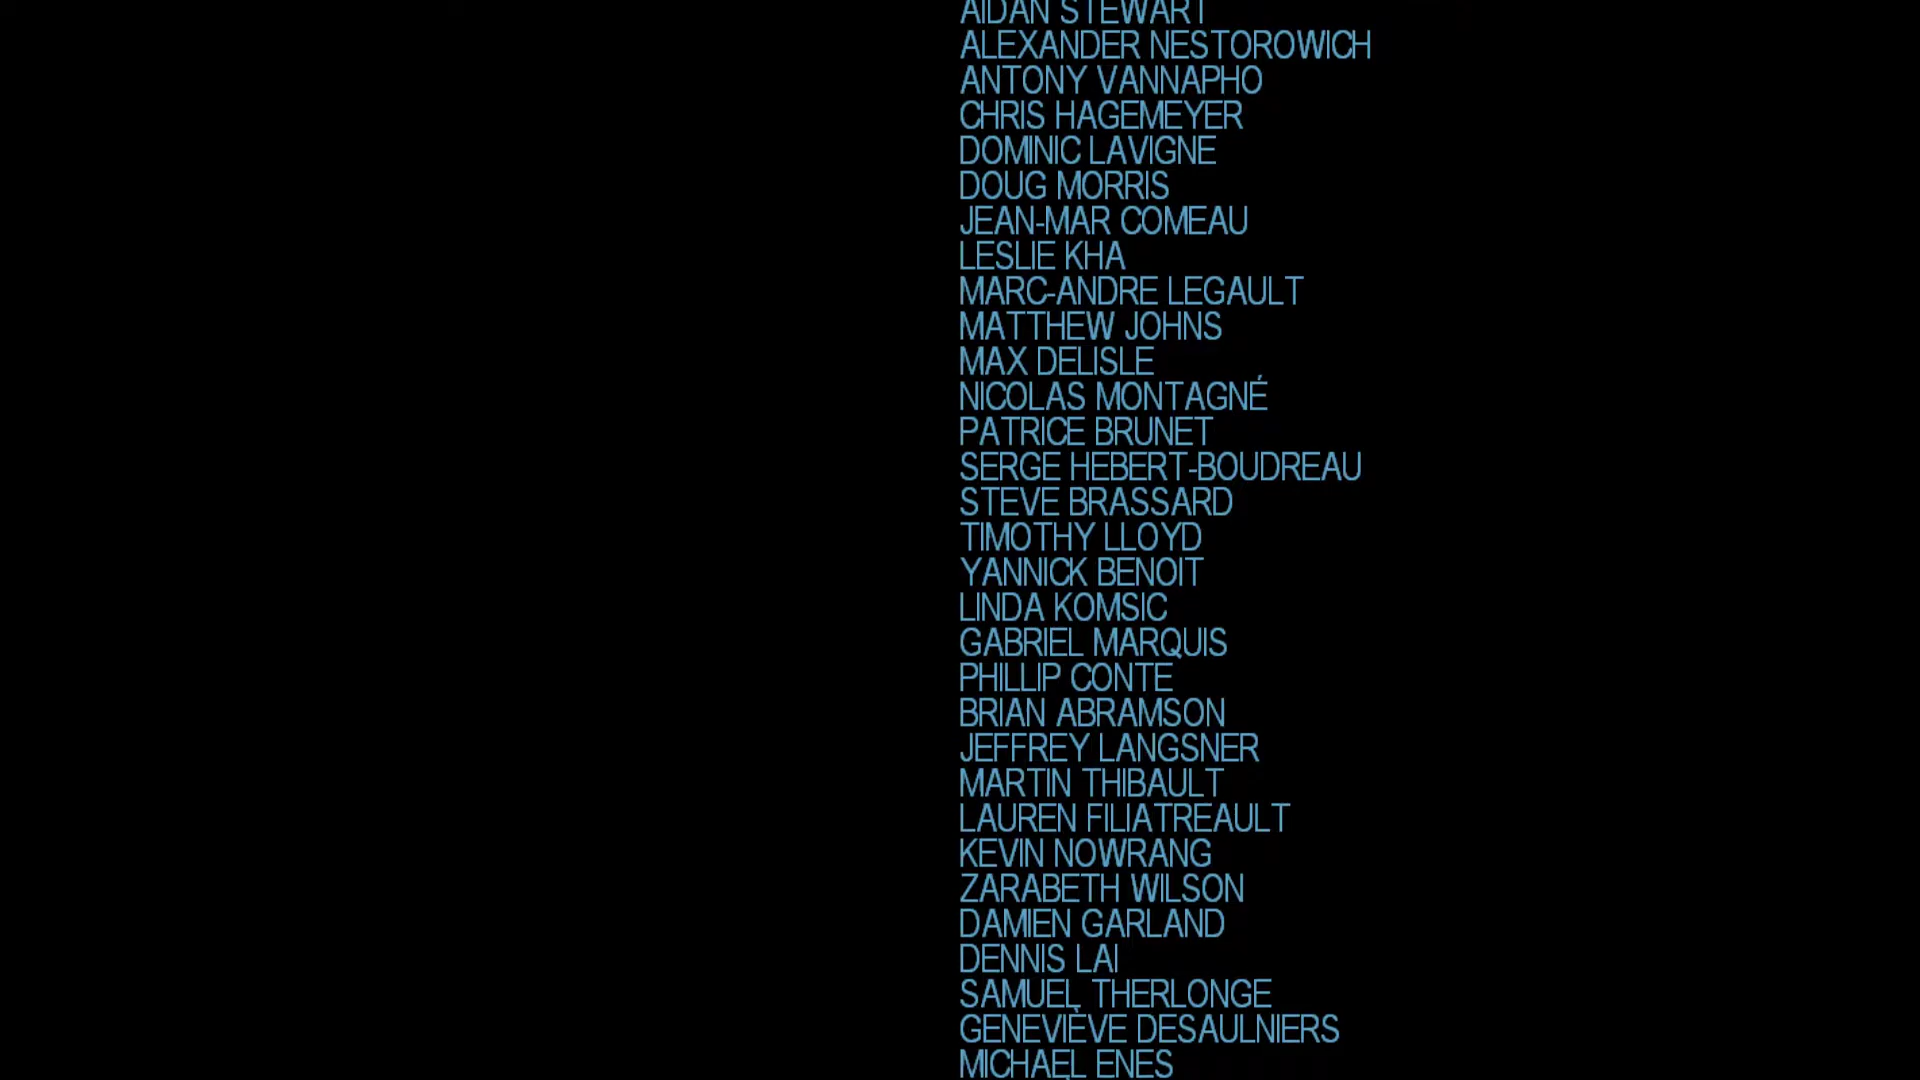 AIDAN STEWART
ALEXANDER NESTOROWICH
ANTONY VANNAPHO
CHRIS HAGEMEYER
DOMINIC LAVIGNE
DOUG MORRIS
JEAN-MAR COMEAU
LESLIE KHA
MARC-ANDRE LEGAULT
MATTHEW JOHNS
MAX DELISLE
NICOLAS MONTAGNÉ
PATRICE BRUNET
SERGE HEBERT-BOUDREAU
STEVE BRASSARD
TIMOTHY LLOYD
YANNICK BENOIT
LINDA KOMSIC
GABRIEL MARQUIS
PHILLIP CONTE
BRIAN ABRAMSON
JEFFREY LANGSNER
MARTIN THIBAULT
LAUREN FILIATREAULT
KEVIN NOWRANG
ZARABETH WILSON
DAMIEN GARLAND
DENNIS LAI
SAMUEL THERLONGE
GENEVIÈVE DESAULNIERS
MICHAEL ENES